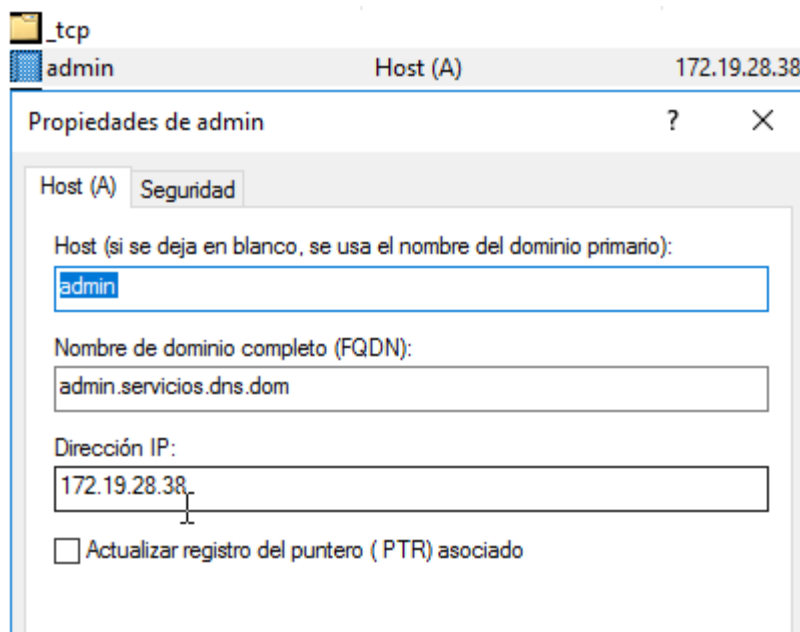 _tcp
admin Host (A) 172.19.28.38
Propiedades de admin ?
Host (A) Seguridad
Host (si se deja en blanco, se usa el nombre del dominio primario):
admin
Nombre de dominio completo (FQDN):
admin.servicios.dns.dom
Dirección IP:
172.19.28.38
Actualizar registro del puntero ( PTR) asociado